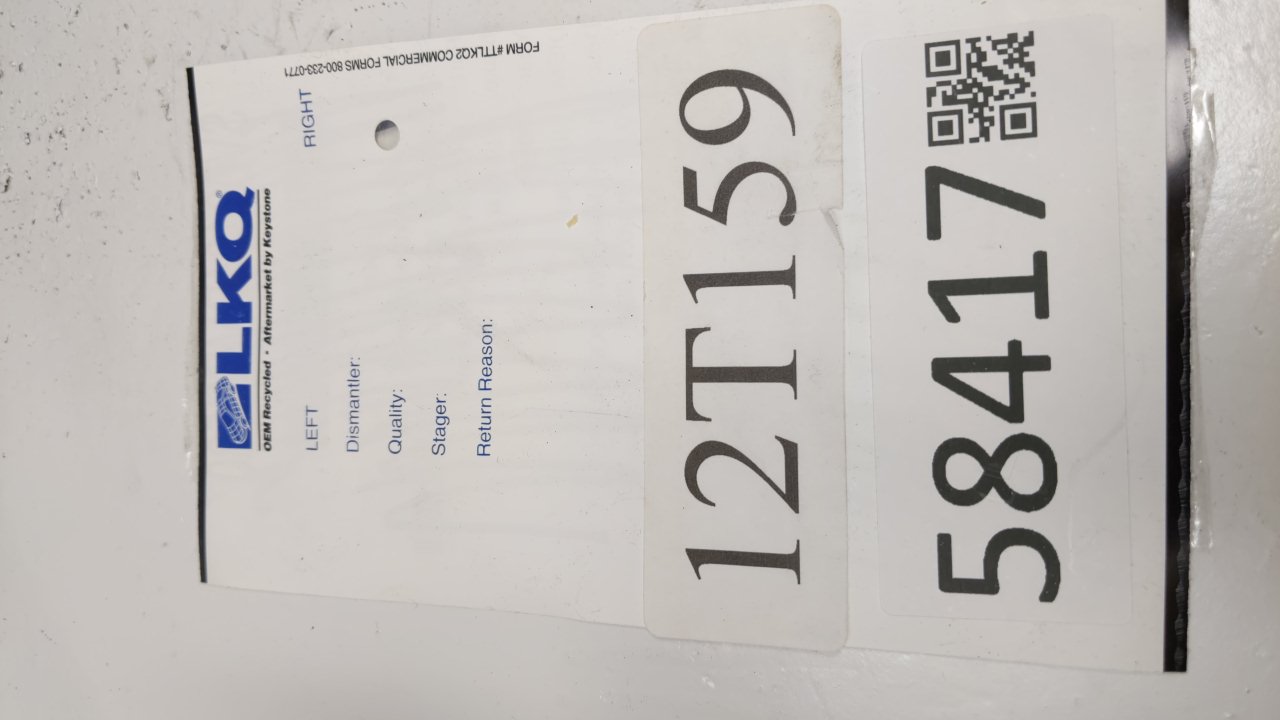 LKQ®
OEM Recycled • Aftermarket by Keystone
LEFT RIGHT
Dismantler:
Quality:
Stager:
Return Reason:
12T159
58417
FORM #TTLKQ2 COMMERCIAL FORMS 800-233-0771